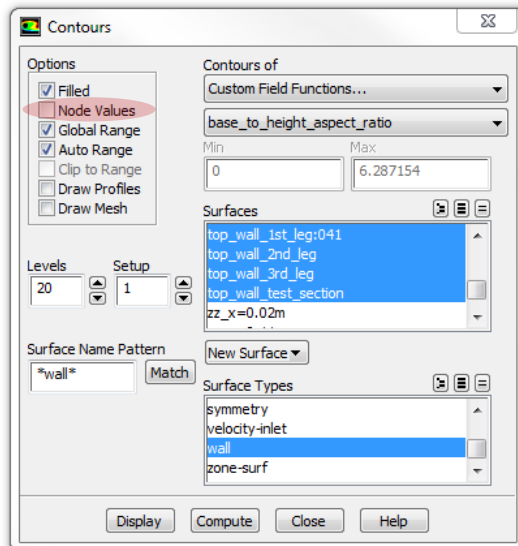 Contours
Options
Filled
Node Values
Global Range
Auto Range
Clip to Range
Draw Profiles
Draw Mesh
Levels
Setup
20
1
Surface Name Pattern
*wall*
Match
Contours of
Custom Field Functions...
base_to_height_aspect_ratio
Min
Max
0
6.287154
Surfaces
top_wall_1st_leg:041
top_wall_2nd_leg
top_wall_3rd_leg
top_wall_test_section
zz_x=0.02m
New Surface
Surface Types
symmetry
velocity-inlet
wall
zone-surf
Display
Compute
Close
Help